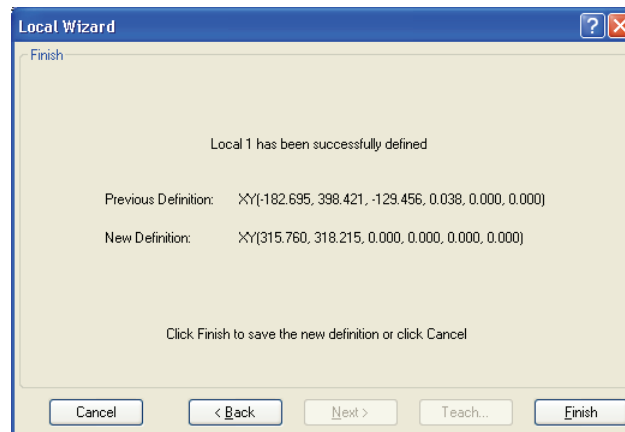 Local Wizard
Finish
Local 1 has been successfully defined
Previous Definition: XY(-182.695, 398.421, -129.456, 0.038, 0.000, 0.000)
New Definition: XY(315.760, 318.215, 0.000, 0.000, 0.000, 0.000)
Click Finish to save the new definition or click Cancel
Cancel < Back Next > Teach... Finish